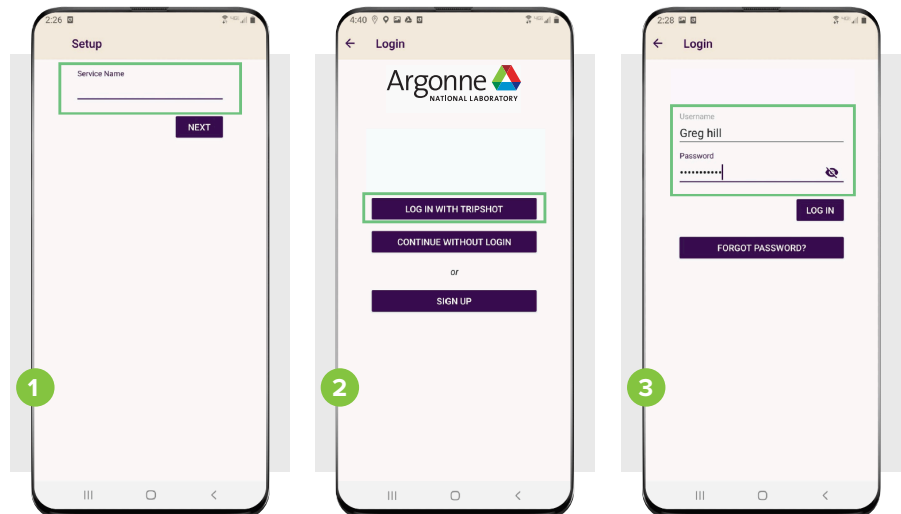 2:26
Setup
Service Name
NEXT
1
4:40
Login
Argonne
NATIONAL LABORATORY
LOG IN WITH TRIPSHOT
CONTINUE WITHOUT LOGIN
or
SIGN UP
2
2:28
Login
Username
Greg hill
Password
•••••••••••
LOG IN
FORGOT PASSWORD?
3